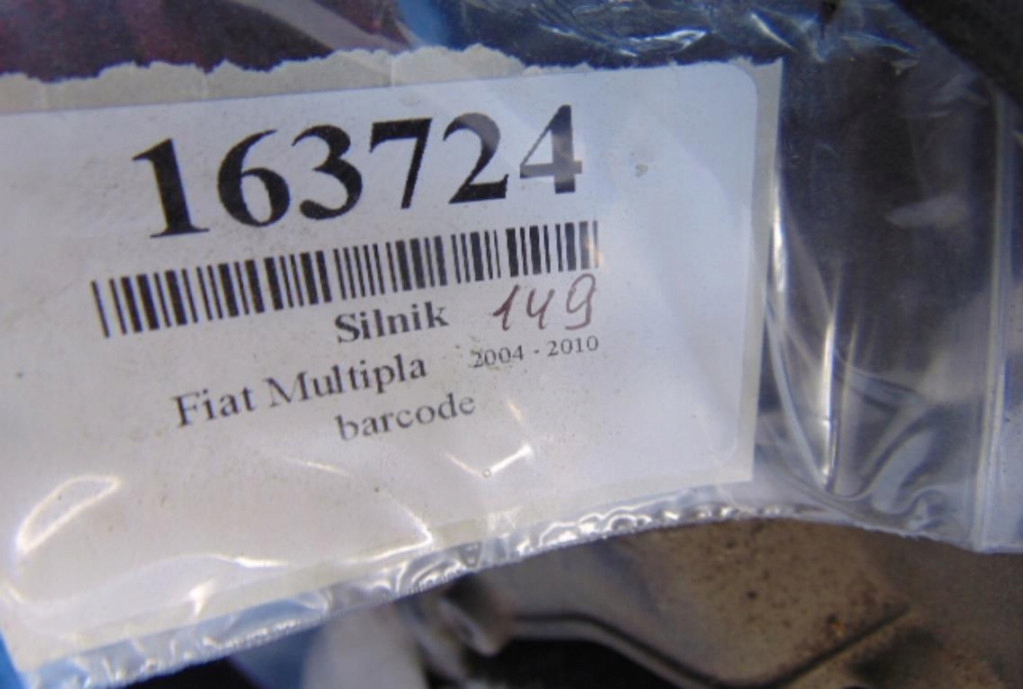 163724
Silnik 149
Fiat Multipla 2004 - 2010
barcode